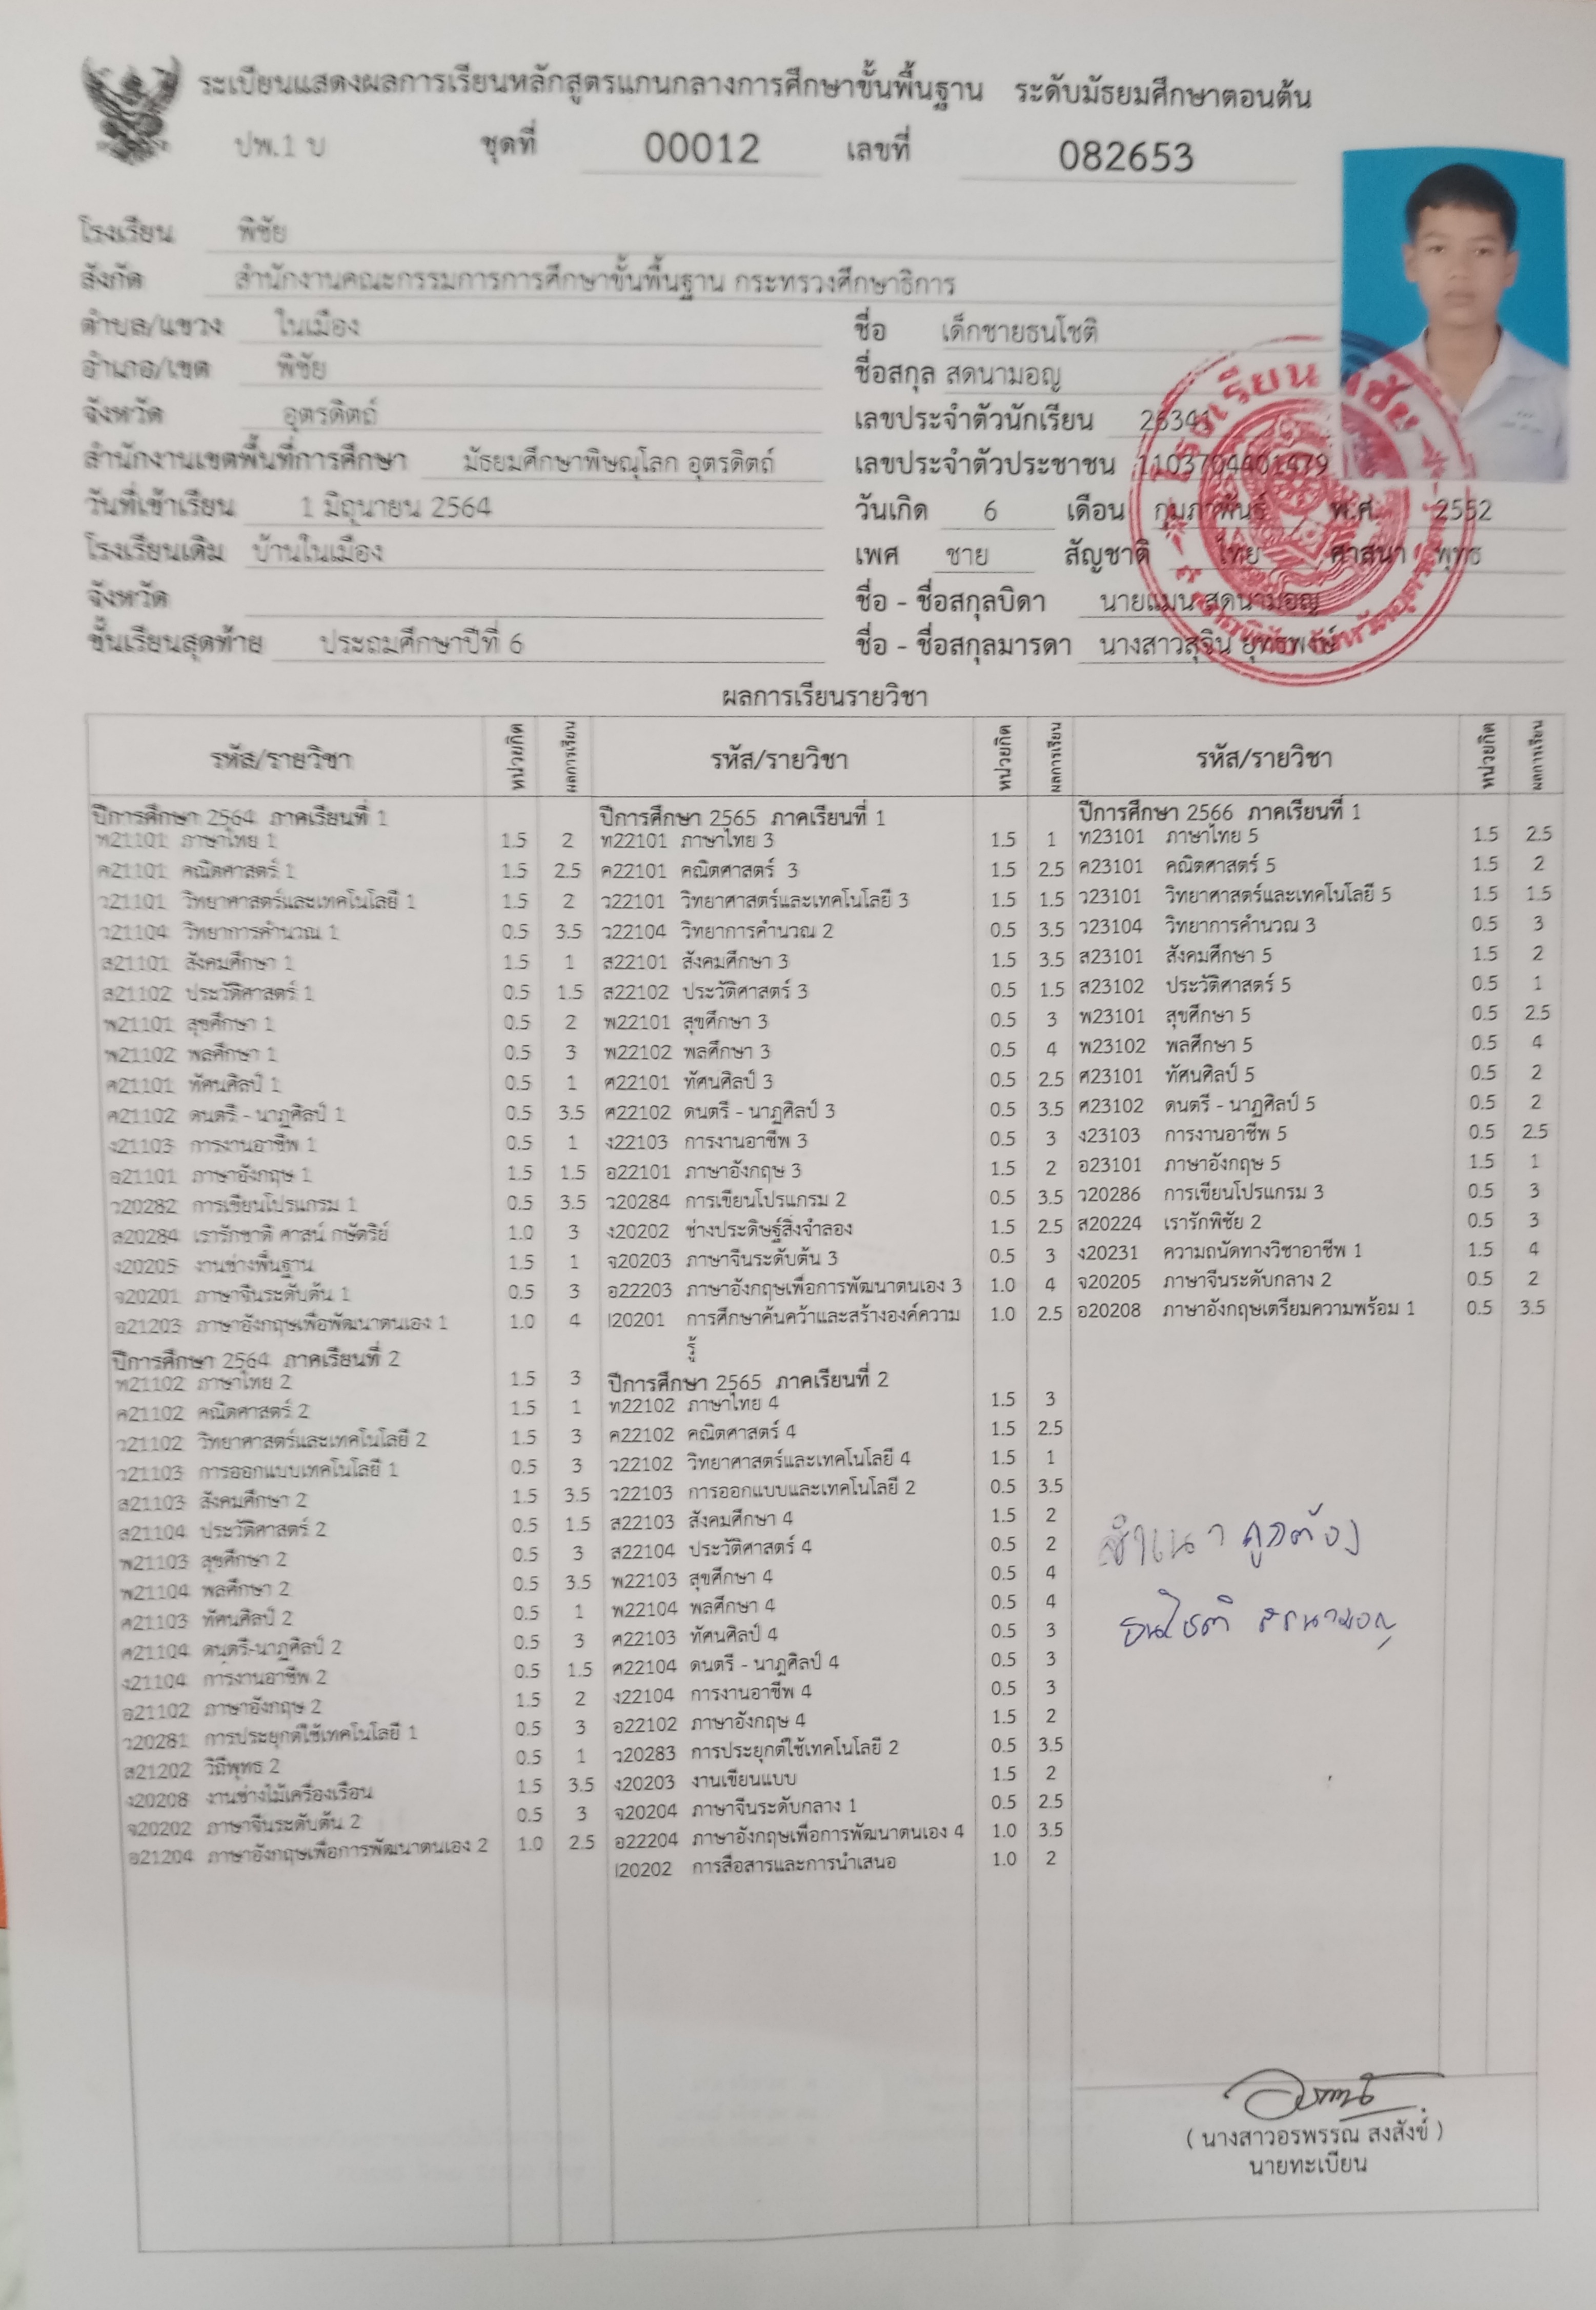 ระเบียนแสดงผลการเรียนหลักสูตรแกนกลางการศึกษาขั้นพื้นฐาน ระดับมัธยมศึกษาตอนต้น
ปพ.1 บ ชุดที่ 00012 เลขที่ 082653
โรงเรียน พิชัย
สังกัด สำนักงานคณะกรรมการการศึกษาขั้นพื้นฐาน กระทรวงศึกษาธิการ
ตำบล/แขวง ในเมือง
อำเภอ/เขต พิชัย
จังหวัด อุตรดิตถ์
สำนักงานเขตพื้นที่การศึกษา มัธยมศึกษาพิษณุโลก อุตรดิตถ์
วันที่เข้าเรียน 1 มิถุนายน 2564
โรงเรียนเดิม บ้านในเมือง
จังหวัด
ชั้นเรียนสุดท้าย ประถมศึกษาปีที่ 6
ชื่อ เด็กชายธนโชติ
ชื่อสกุล สดนามอญ
เลขประจำตัวนักเรียน 26341
เลขประจำตัวประชาชน 1103704401479
วันเกิด 6 เดือน กุมภาพันธ์ พ.ศ. 2552
เพศ ชาย สัญชาติ ไทย ศาสนา พุทธ
ชื่อ - ชื่อสกุลบิดา นายแมน สดนามอญ
ชื่อ - ชื่อสกุลมารดา นางสาวสุจิน ยุทธพงษ์
ผลการเรียนรายวิชา
รหัส/รายวิชา หน่วยกิต ผลการเรียน รหัส/รายวิชา หน่วยกิต ผลการเรียน รหัส/รายวิชา หน่วยกิต ผลการเรียน
ปีการศึกษา 2564 ภาคเรียนที่ 1
ท21101 ภาษาไทย 1 1.5 2
ค21101 คณิตศาสตร์ 1 1.5 2.5
ว21101 วิทยาศาสตร์และเทคโนโลยี 1 1.5 2
ว21104 วิทยาการคำนวณ 1 0.5 3.5
ส21101 สังคมศึกษา 1 1.5 1
ส21102 ประวัติศาสตร์ 1 0.5 1.5
พ21101 สุขศึกษา 1 0.5 2
พ21102 พลศึกษา 1 0.5 3
ศ21101 ทัศนศิลป์ 1 0.5 1
ศ21102 ดนตรี - นาฏศิลป์ 1 0.5 3.5
ง21103 การงานอาชีพ 1 0.5 1
อ21101 ภาษาอังกฤษ 1 1.5 1.5
ว20282 การเขียนโปรแกรม 1 0.5 3.5
ส20284 เรารักชาติ ศาสน์ กษัตริย์ 1.0 3
ง20205 งานช่างพื้นฐาน 1.5 1
จ20201 ภาษาจีนระดับต้น 1 0.5 3
อ21203 ภาษาอังกฤษเพื่อพัฒนาตนเอง 1 1.0 4
ปีการศึกษา 2564 ภาคเรียนที่ 2
ท21102 ภาษาไทย 2 1.5 3
ค21102 คณิตศาสตร์ 2 1.5 1
ว21102 วิทยาศาสตร์และเทคโนโลยี 2 1.5 3
ว21103 การออกแบบเทคโนโลยี 1 0.5 3
ส21103 สังคมศึกษา 2 1.5 3.5
ส21104 ประวัติศาสตร์ 2 0.5 1.5
พ21103 สุขศึกษา 2 0.5 3
พ21104 พลศึกษา 2 0.5 3.5
ศ21103 ทัศนศิลป์ 2 0.5 1
ศ21104 ดนตรี-นาฏศิลป์ 2 0.5 3
ง21104 การงานอาชีพ 2 0.5 1.5
อ21102 ภาษาอังกฤษ 2 1.5 2
ว20281 การประยุกต์ใช้เทคโนโลยี 1 0.5 3
ส21202 วิถีพุทธ 2 0.5 1
ง20208 งานช่างไม้เครื่องเรือน 1.5 3.5
จ20202 ภาษาจีนระดับต้น 2 0.5 3
อ21204 ภาษาอังกฤษเพื่อการพัฒนาตนเอง 2 1.0 2.5
ปีการศึกษา 2565 ภาคเรียนที่ 1
ท22101 ภาษาไทย 3 1.5 1
ค22101 คณิตศาสตร์ 3 1.5 2.5
ว22101 วิทยาศาสตร์และเทคโนโลยี 3 1.5 1.5
ว22104 วิทยาการคำนวณ 2 0.5 3.5
ส22101 สังคมศึกษา 3 1.5 3.5
ส22102 ประวัติศาสตร์ 3 0.5 1.5
พ22101 สุขศึกษา 3 0.5 3
พ22102 พลศึกษา 3 0.5 4
ศ22101 ทัศนศิลป์ 3 0.5 2.5
ศ22102 ดนตรี - นาฏศิลป์ 3 0.5 3.5
ง22103 การงานอาชีพ 3 0.5 3
อ22101 ภาษาอังกฤษ 3 1.5 2
ว20284 การเขียนโปรแกรม 2 0.5 3.5
ง20202 ช่างประดิษฐ์สิ่งจำลอง 1.5 2.5
จ20203 ภาษาจีนระดับต้น 3 0.5 3
อ22203 ภาษาอังกฤษเพื่อการพัฒนาตนเอง 3 1.0 4
I20201 การศึกษาค้นคว้าและสร้างองค์ความ 1.0 2.5
รู้
ปีการศึกษา 2565 ภาคเรียนที่ 2
ท22102 ภาษาไทย 4 1.5 3
ค22102 คณิตศาสตร์ 4 1.5 2.5
ว22102 วิทยาศาสตร์และเทคโนโลยี 4 1.5 1
ว22103 การออกแบบและเทคโนโลยี 2 0.5 3.5
ส22103 สังคมศึกษา 4 1.5 2
ส22104 ประวัติศาสตร์ 4 0.5 2
พ22103 สุขศึกษา 4 0.5 4
พ22104 พลศึกษา 4 0.5 4
ศ22103 ทัศนศิลป์ 4 0.5 3
ศ22104 ดนตรี - นาฏศิลป์ 4 0.5 3
ง22104 การงานอาชีพ 4 0.5 3
อ22102 ภาษาอังกฤษ 4 1.5 2
ว20283 การประยุกต์ใช้เทคโนโลยี 2 0.5 3.5
ง20203 งานเขียนแบบ 1.5 2
จ20204 ภาษาจีนระดับกลาง 1 0.5 2.5
อ22204 ภาษาอังกฤษเพื่อการพัฒนาตนเอง 4 1.0 3.5
I20202 การสื่อสารและการนำเสนอ 1.0 2
ปีการศึกษา 2566 ภาคเรียนที่ 1
ท23101 ภาษาไทย 5 1.5 2.5
ค23101 คณิตศาสตร์ 5 1.5 2
ว23101 วิทยาศาสตร์และเทคโนโลยี 5 1.5 1.5
ว23104 วิทยาการคำนวณ 3 0.5 3
ส23101 สังคมศึกษา 5 1.5 2
ส23102 ประวัติศาสตร์ 5 0.5 1
พ23101 สุขศึกษา 5 0.5 2.5
พ23102 พลศึกษา 5 0.5 4
ศ23101 ทัศนศิลป์ 5 0.5 2
ศ23102 ดนตรี - นาฏศิลป์ 5 0.5 2
ง23103 การงานอาชีพ 5 0.5 2.5
อ23101 ภาษาอังกฤษ 5 1.5 1
ว20286 การเขียนโปรแกรม 3 0.5 3
ส20224 เรารักพิชัย 2 0.5 3
ง20231 ความถนัดทางวิชาอาชีพ 1 1.5 4
จ20205 ภาษาจีนระดับกลาง 2 0.5 2
อ20208 ภาษาอังกฤษเตรียมความพร้อม 1 0.5 3.5
สำเนาถูกต้อง
ธนโชติ สดนามอญ
( นางสาวอรพรรณ สงสังข์ )
นายทะเบียน